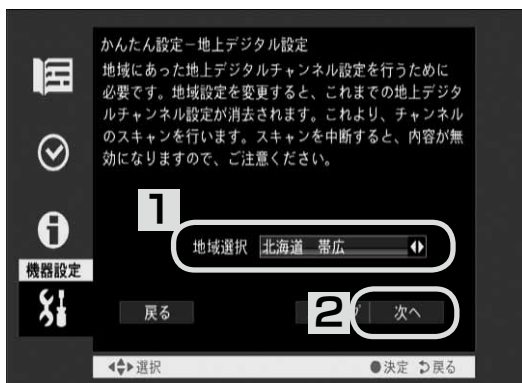 かんたん設定－地上デジタル設定
地域にあった地上デジタルチャンネル設定を行うために
必要です。地域設定を変更すると、これまでの地上デジタ
ルチャンネル設定が消去されます。これより、チャンネル
のスキャンを行います。スキャンを中断すると、内容が無
効になりますので、ご注意ください。
1
地域選択 北海道 帯広
機器設定
戻る 2 次へ
選択 ●決定 戻る